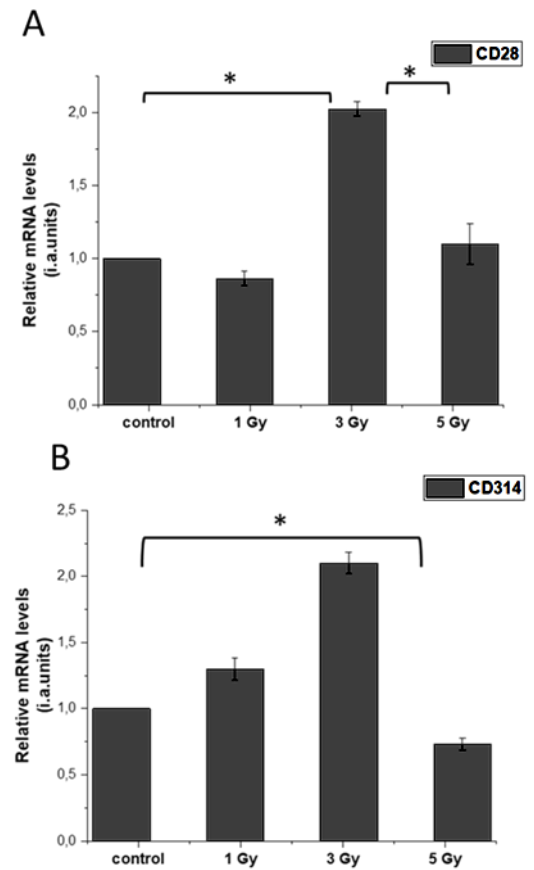 A
CD28
*
*
2,0
1,5
1,0
0,5
0,0
Relative mRNA levels
(i.a.units)
control 1 Gy 3 Gy 5 Gy
B
CD314
*
2,5
2,0
1,5
1,0
0,5
0,0
Relative mRNA levels
(i.a.units)
control 1 Gy 3 Gy 5 Gy